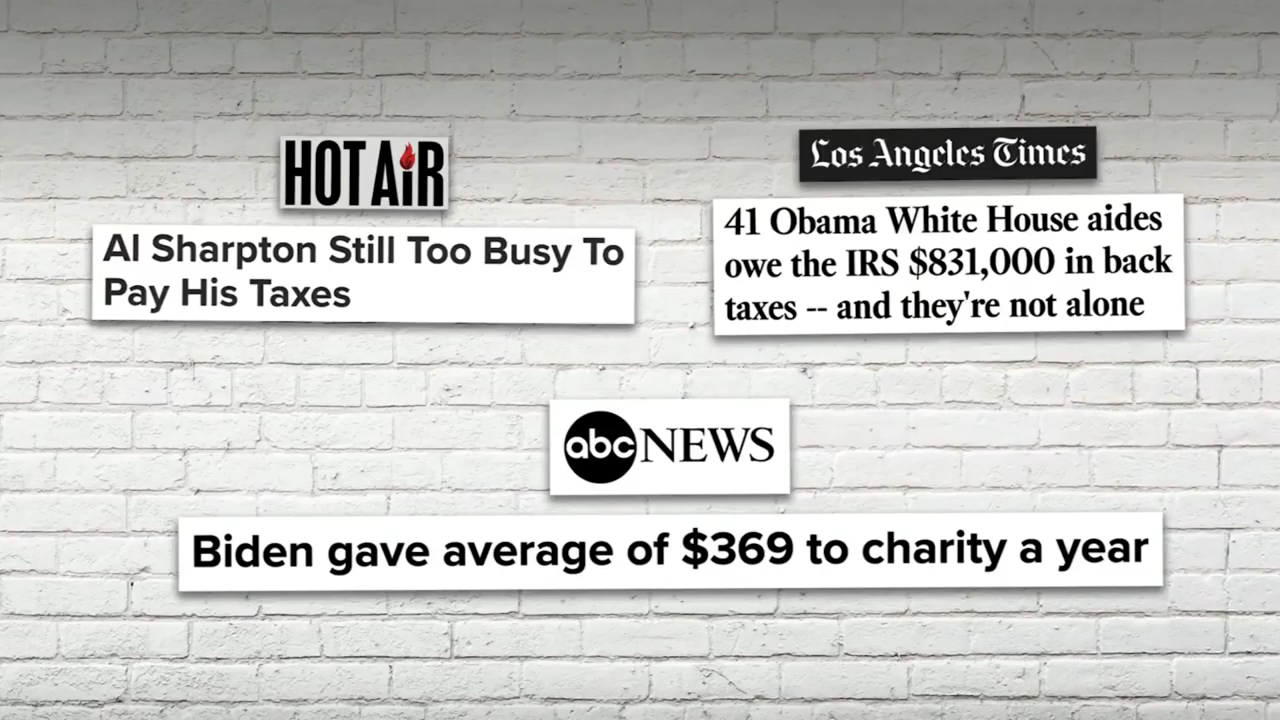 HOT AiR
Al Sharpton Still Too Busy To
Pay His Taxes
Los Angeles Times
41 Obama White House aides
owe the IRS $831,000 in back
taxes -- and they're not alone
abc NEWS
Biden gave average of $369 to charity a year